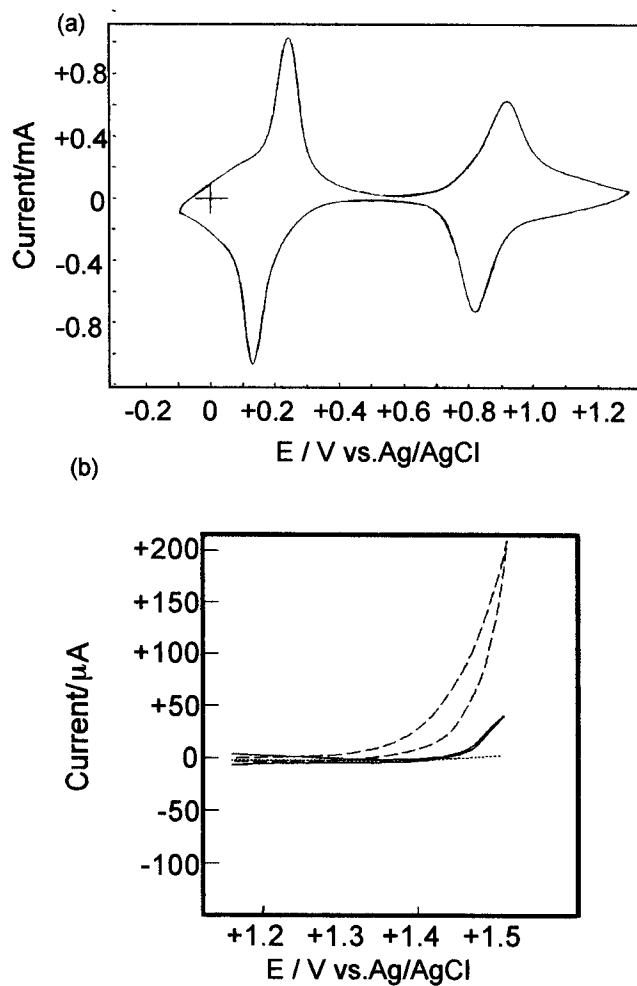 (a)
+0.8
+0.4
0
-0.4
-0.8
Current/mA
-0.2 0 +0.2 +0.4 +0.6 +0.8 +1.0 +1.2
E / V vs.Ag/AgCl
(b)
+200
+150
+100
+50
0
-50
-100
Current/µA
+1.2 +1.3 +1.4 +1.5
E / V vs.Ag/AgCl